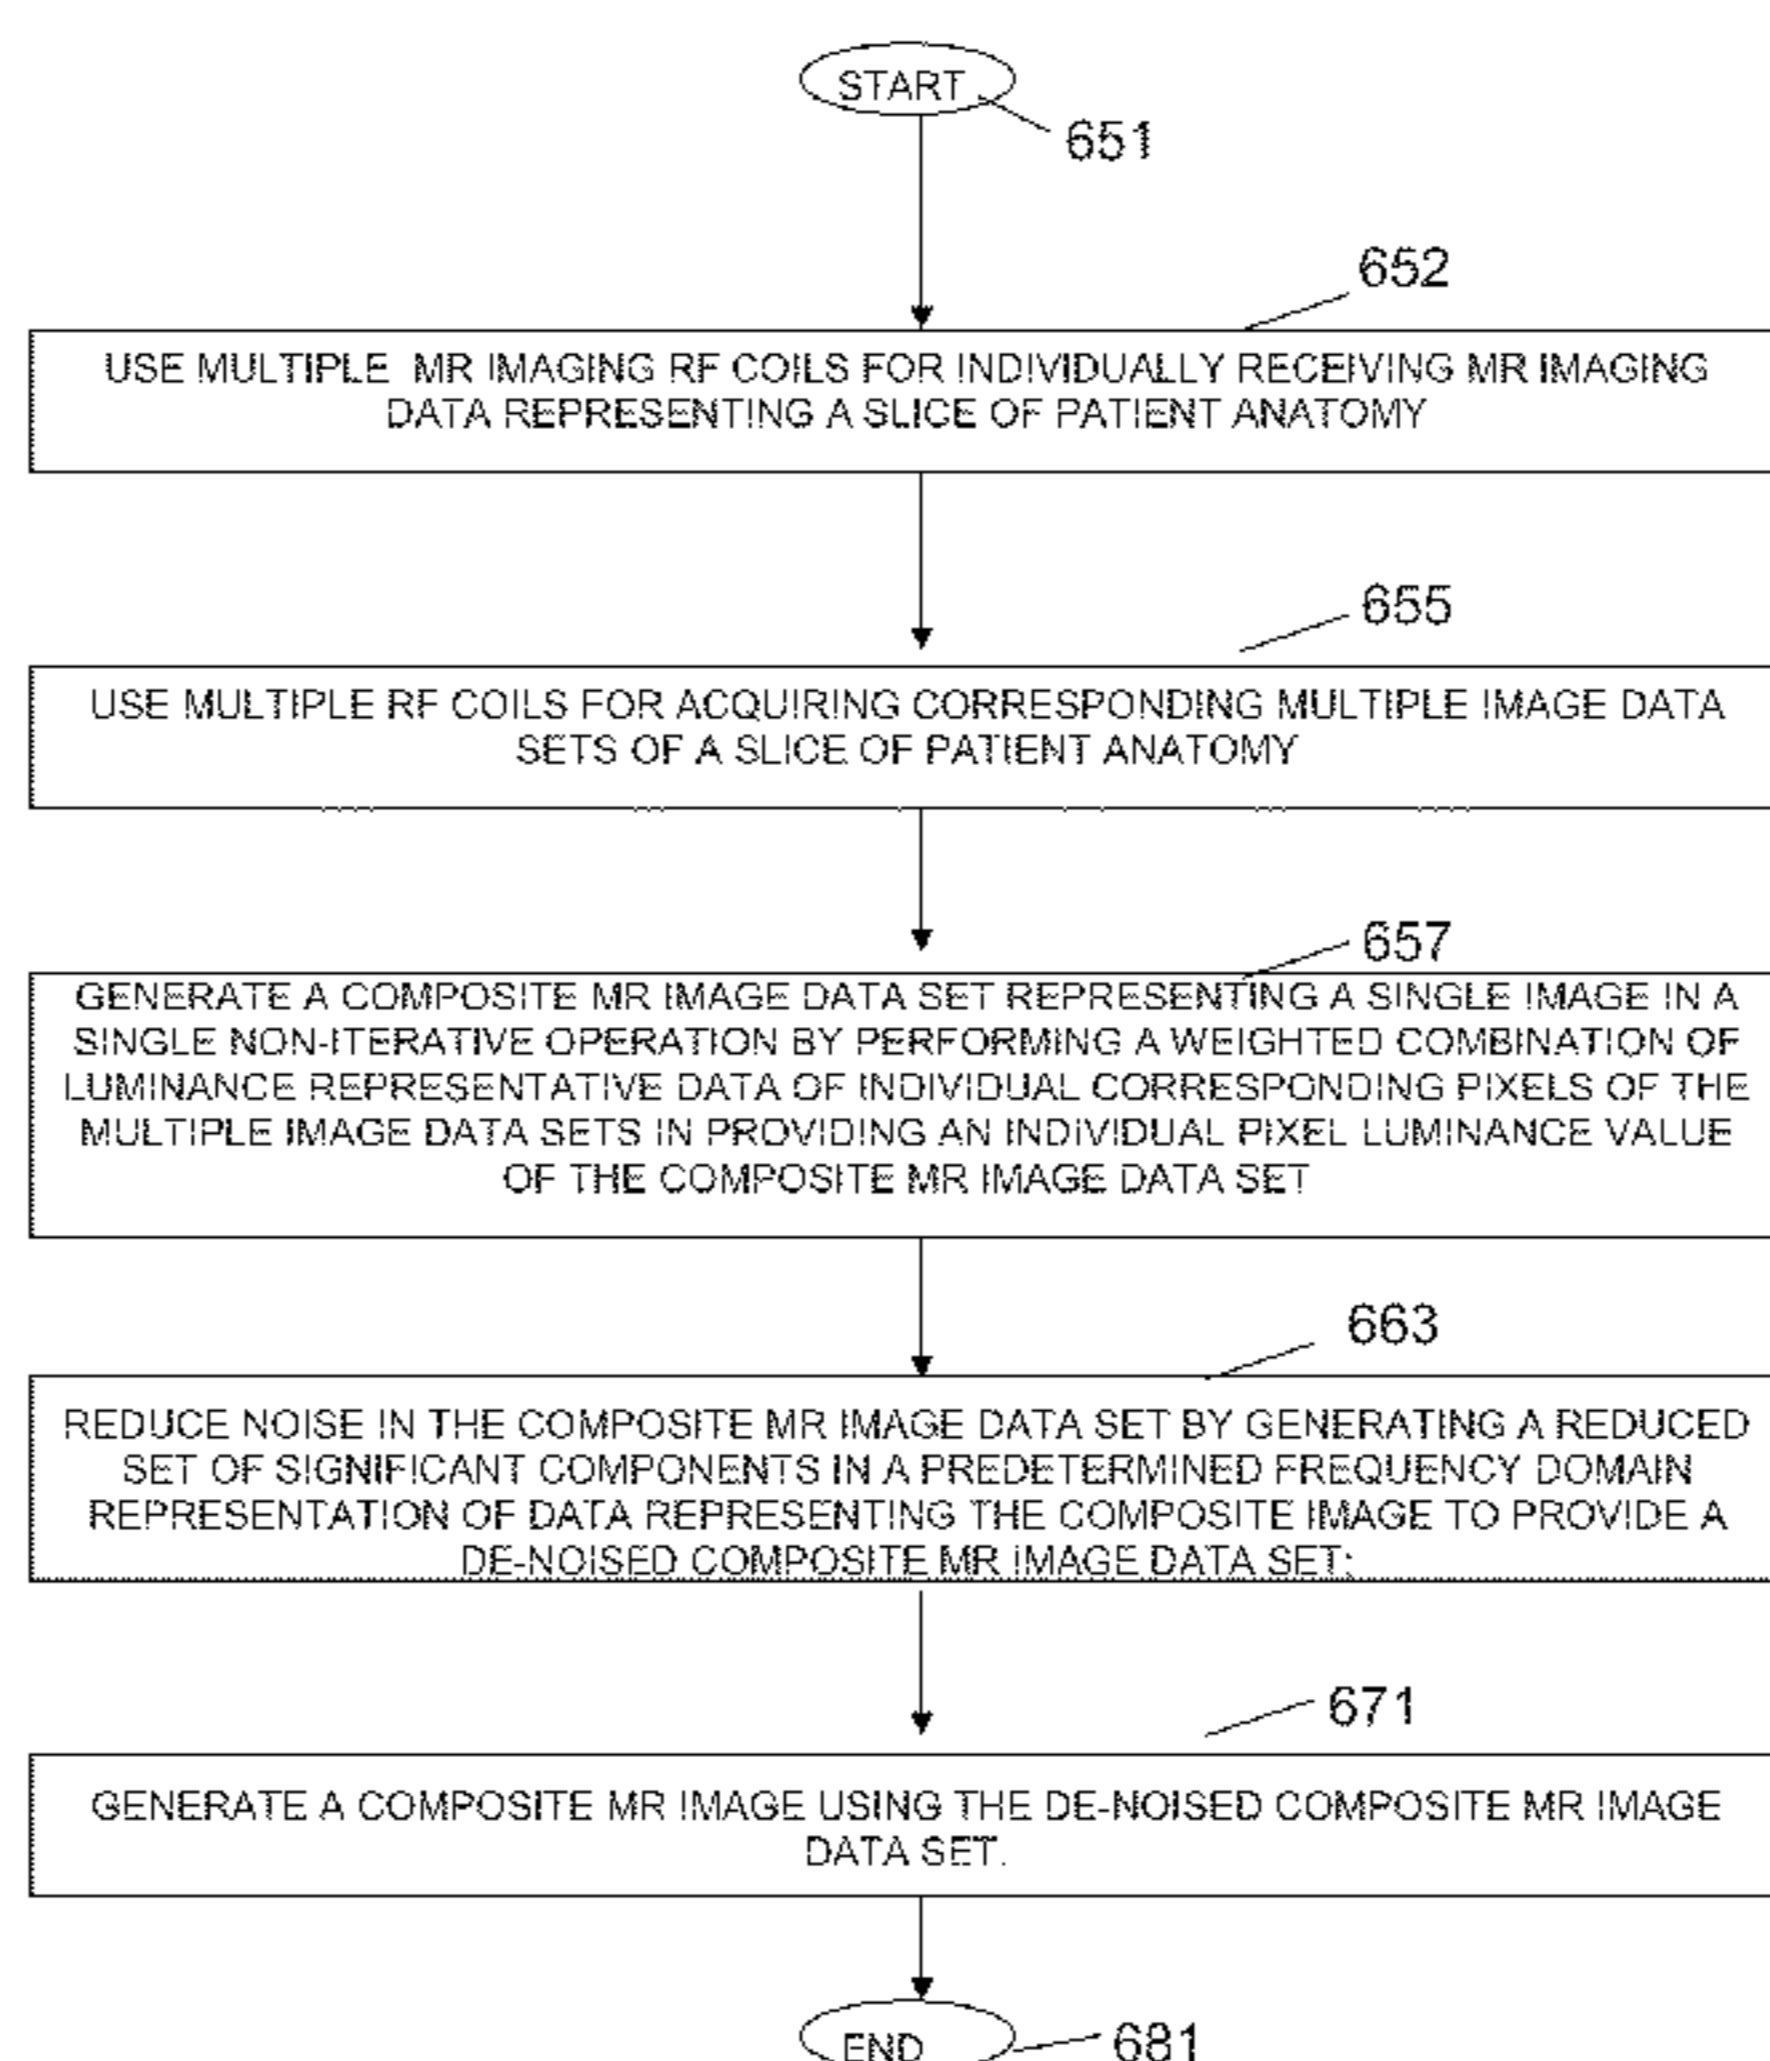 START
651
652
USE MULTIPLE MR IMAGING RF COILS FOR INDIVIDUALLY RECEIVING MR IMAGING
DATA REPRESENTING A SLICE OF PATIENT ANATOMY
655
USE MULTIPLE RF COILS FOR ACQUIRING CORRESPONDING MULTIPLE IMAGE DATA
SETS OF A SLICE OF PATIENT ANATOMY
657
GENERATE A COMPOSITE MR IMAGE DATA SET REPRESENTING A SINGLE IMAGE IN A
SINGLE NON-ITERATIVE OPERATION BY PERFORMING A WEIGHTED COMBINATION OF
LUMINANCE REPRESENTATIVE DATA OF INDIVIDUAL CORRESPONDING PIXELS OF THE
MULTIPLE IMAGE DATA SETS IN PROVIDING AN INDIVIDUAL PIXEL LUMINANCE VALUE
OF THE COMPOSITE MR IMAGE DATA SET
663
REDUCE NOISE IN THE COMPOSITE MR IMAGE DATA SET BY GENERATING A REDUCED
SET OF SIGNIFICANT COMPONENTS IN A PREDETERMINED FREQUENCY DOMAIN
REPRESENTATION OF DATA REPRESENTING THE COMPOSITE IMAGE TO PROVIDE A
DE-NOISED COMPOSITE MR IMAGE DATA SET;
671
GENERATE A COMPOSITE MR IMAGE USING THE DE-NOISED COMPOSITE MR IMAGE
DATA SET.
END
681